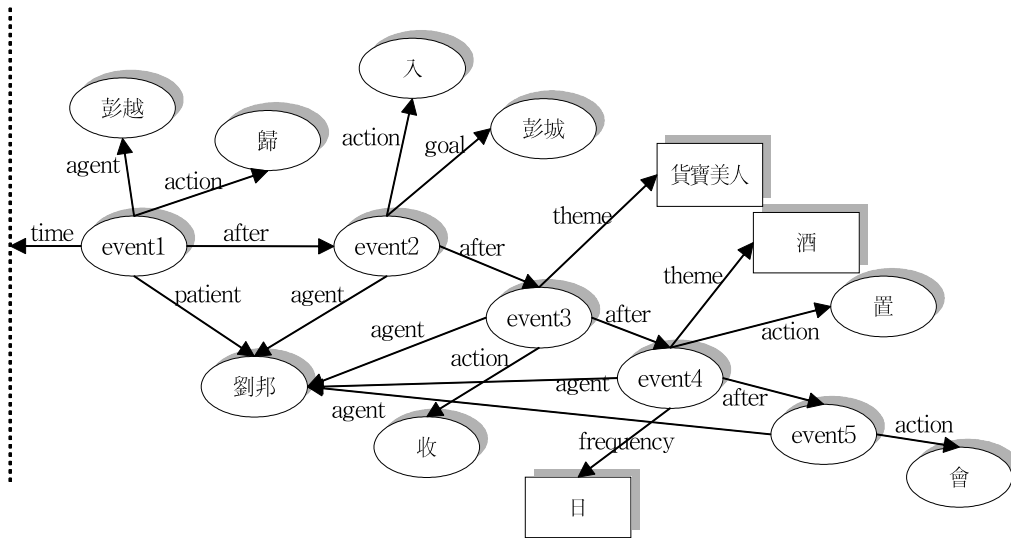 入
彭越
彭城
歸
action
goal
agent
貨寶美人
action
theme
酒
time
event1
after
event2
after
theme
置
patient
agent
event3
after
action
agent
action
劉邦
agent
event4
after
agent
frequency
event5
action
收
會
日